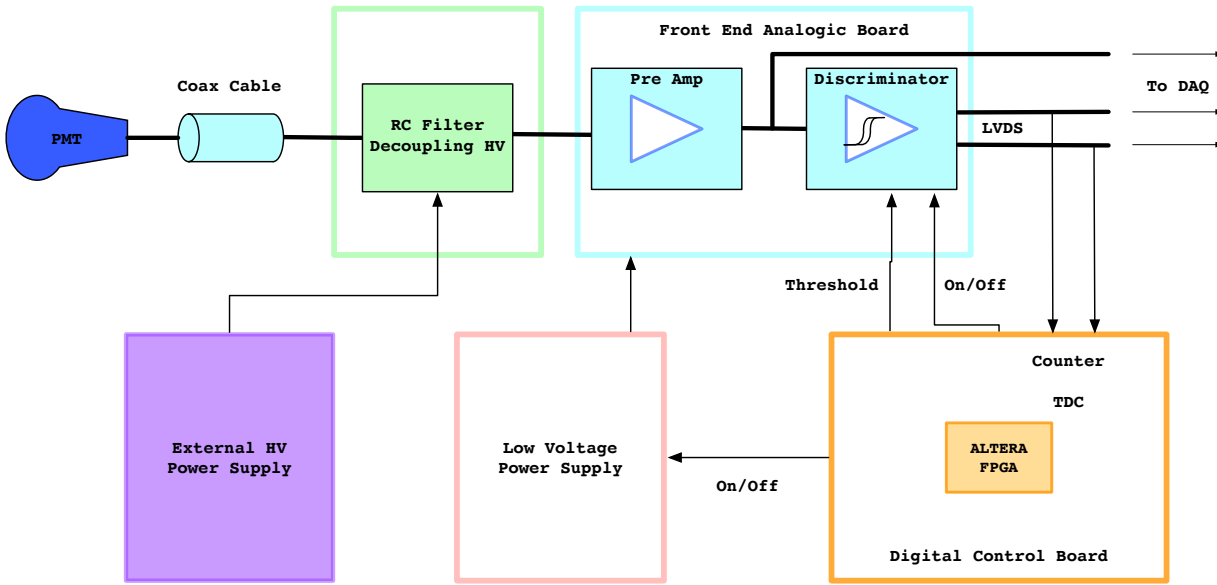 Front End Analogic Board
Coax Cable
Pre Amp
Discriminator
To DAQ
PMT
RC Filter
Decoupling HV
LVDS
Threshold
On/Off
Counter
TDC
External HV
Power Supply
Low Voltage
Power Supply
On/Off
ALTERA
FPGA
Digital Control Board